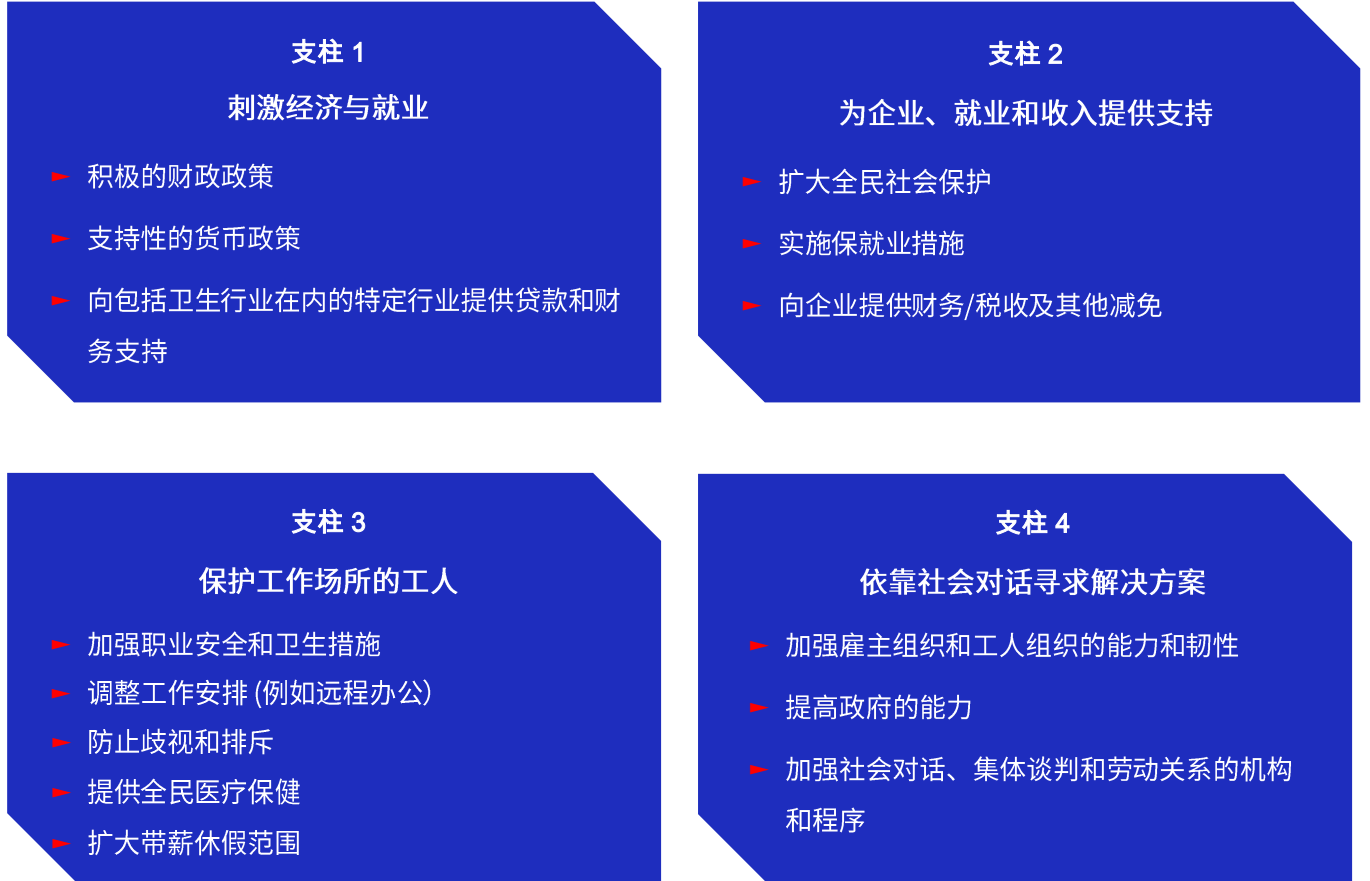 支柱 1
刺激经济与就业
积极的财政政策
支持性的货币政策
向包括卫生行业在内的特定行业提供贷款和财
务支持
支柱 2
为企业、就业和收入提供支持
扩大全民社会保护
实施保就业措施
向企业提供财务/税收及其他减免
支柱 3
保护工作场所的工人
加强职业安全和卫生措施
调整工作安排 (例如远程办公)
防止歧视和排斥
提供全民医疗保健
扩大带薪休假范围
支柱 4
依靠社会对话寻求解决方案
加强雇主组织和工人组织的能力和韧性
提高政府的能力
加强社会对话、集体谈判和劳动关系的机构
和程序